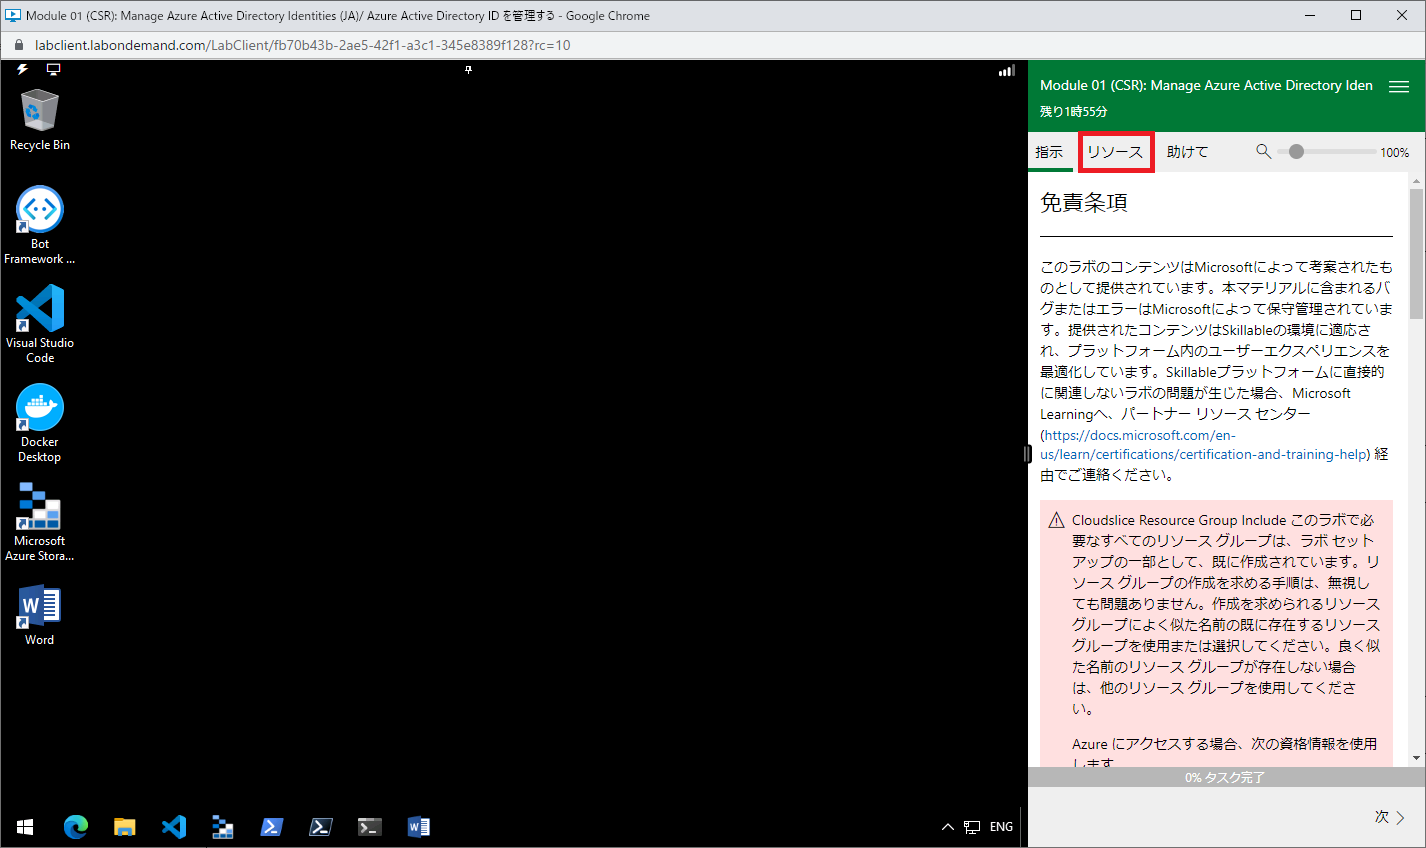 Module 01 (CSR): Manage Azure Active Directory Identities (JA)/ Azure Active Directory ID を管理する - Google Chrome
labclient.labondemand.com/LabClient/fb70b43b-2ae5-42f1-a3c1-345e8389f128?rc=10
Recycle Bin
Bot
Framework ...
Visual Studio
Code
Docker
Desktop
Microsoft
Azure Stora...
Word
ENG
Module 01 (CSR): Manage Azure Active Directory Iden
残り1時55分
指示
リソース
助けて
100%
免責条項
このラボのコンテンツはMicrosoftによって考案されたも
のとして提供されています。本マテリアルに含まれるバ
グまたはエラーはMicrosoftによって保守管理されていま
す。提供されたコンテンツはSkillableの環境に適応さ
れ、プラットフォーム内のユーザーエクスペリエンスを
最適化しています。Skillableプラットフォームに直接的
に関連しないラボの問題が生じた場合、Microsoft
Learningへ、パートナー リソース センター
(https://docs.microsoft.com/en-
us/learn/certifications/certification-and-training-help) 経
由でご連絡ください。
Cloudslice Resource Group Include このラボで必
要なすべてのリソース グループは、ラボ セット
アップの一部として、既に作成されています。リ
ソース グループの作成を求める手順は、無視し
ても問題ありません。作成を求められるリソース
グループによく似た名前の既に存在するリソース
グループを使用または選択してください。良く似
た名前のリソース グループが存在しない場合
は、他のリソース グループを使用してくださ
い。
Azure にアクセスする場合、次の資格情報を使用
します
0% タスク完了
次